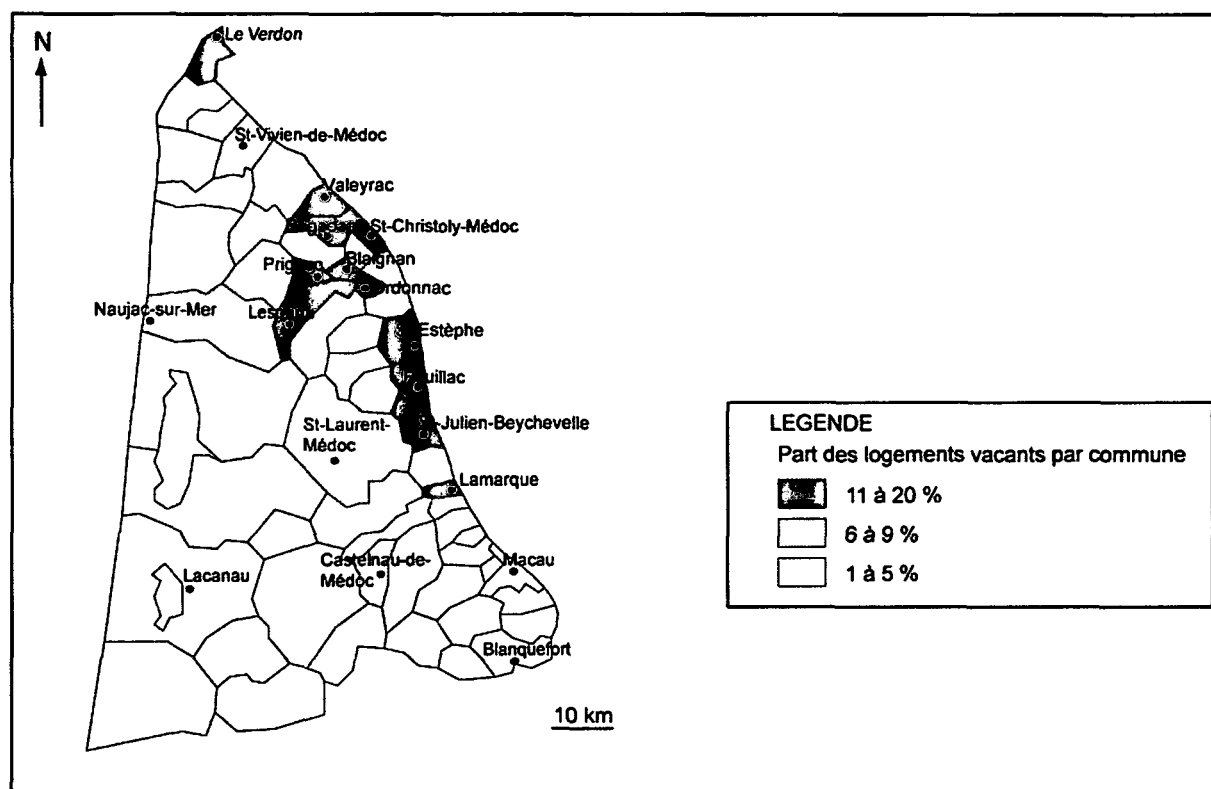 N
Le Verdon
St-Vivien-de-Médoc
Valeyrac
St-Christoly-Médoc
Blaignan
Naujac-sur-Mer
Estèphe
-Julien-Beychevelle
St-Laurent-
Médoc
Lamarque
Castelnau-de-
Médoc
Macau
Lacanau
Blanquefort
10 km
LEGENDE
Part des logements vacants par commune
11 à 20 %
6 à 9 %
1 à 5 %